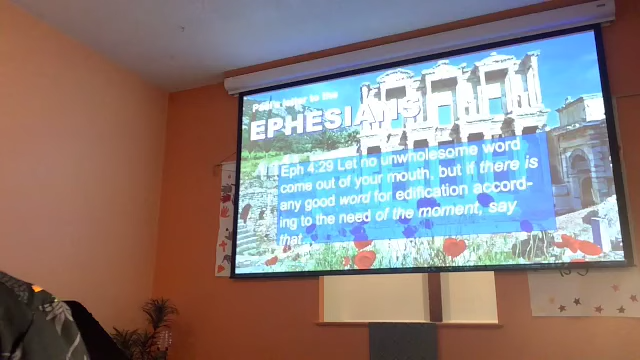 Paul's letter to the
EPHESIANS
Eph 4:29 Let no unwholesome word
come out of your mouth, but if there is
any good word for edification accord-
ing to the need of the moment, say
that...